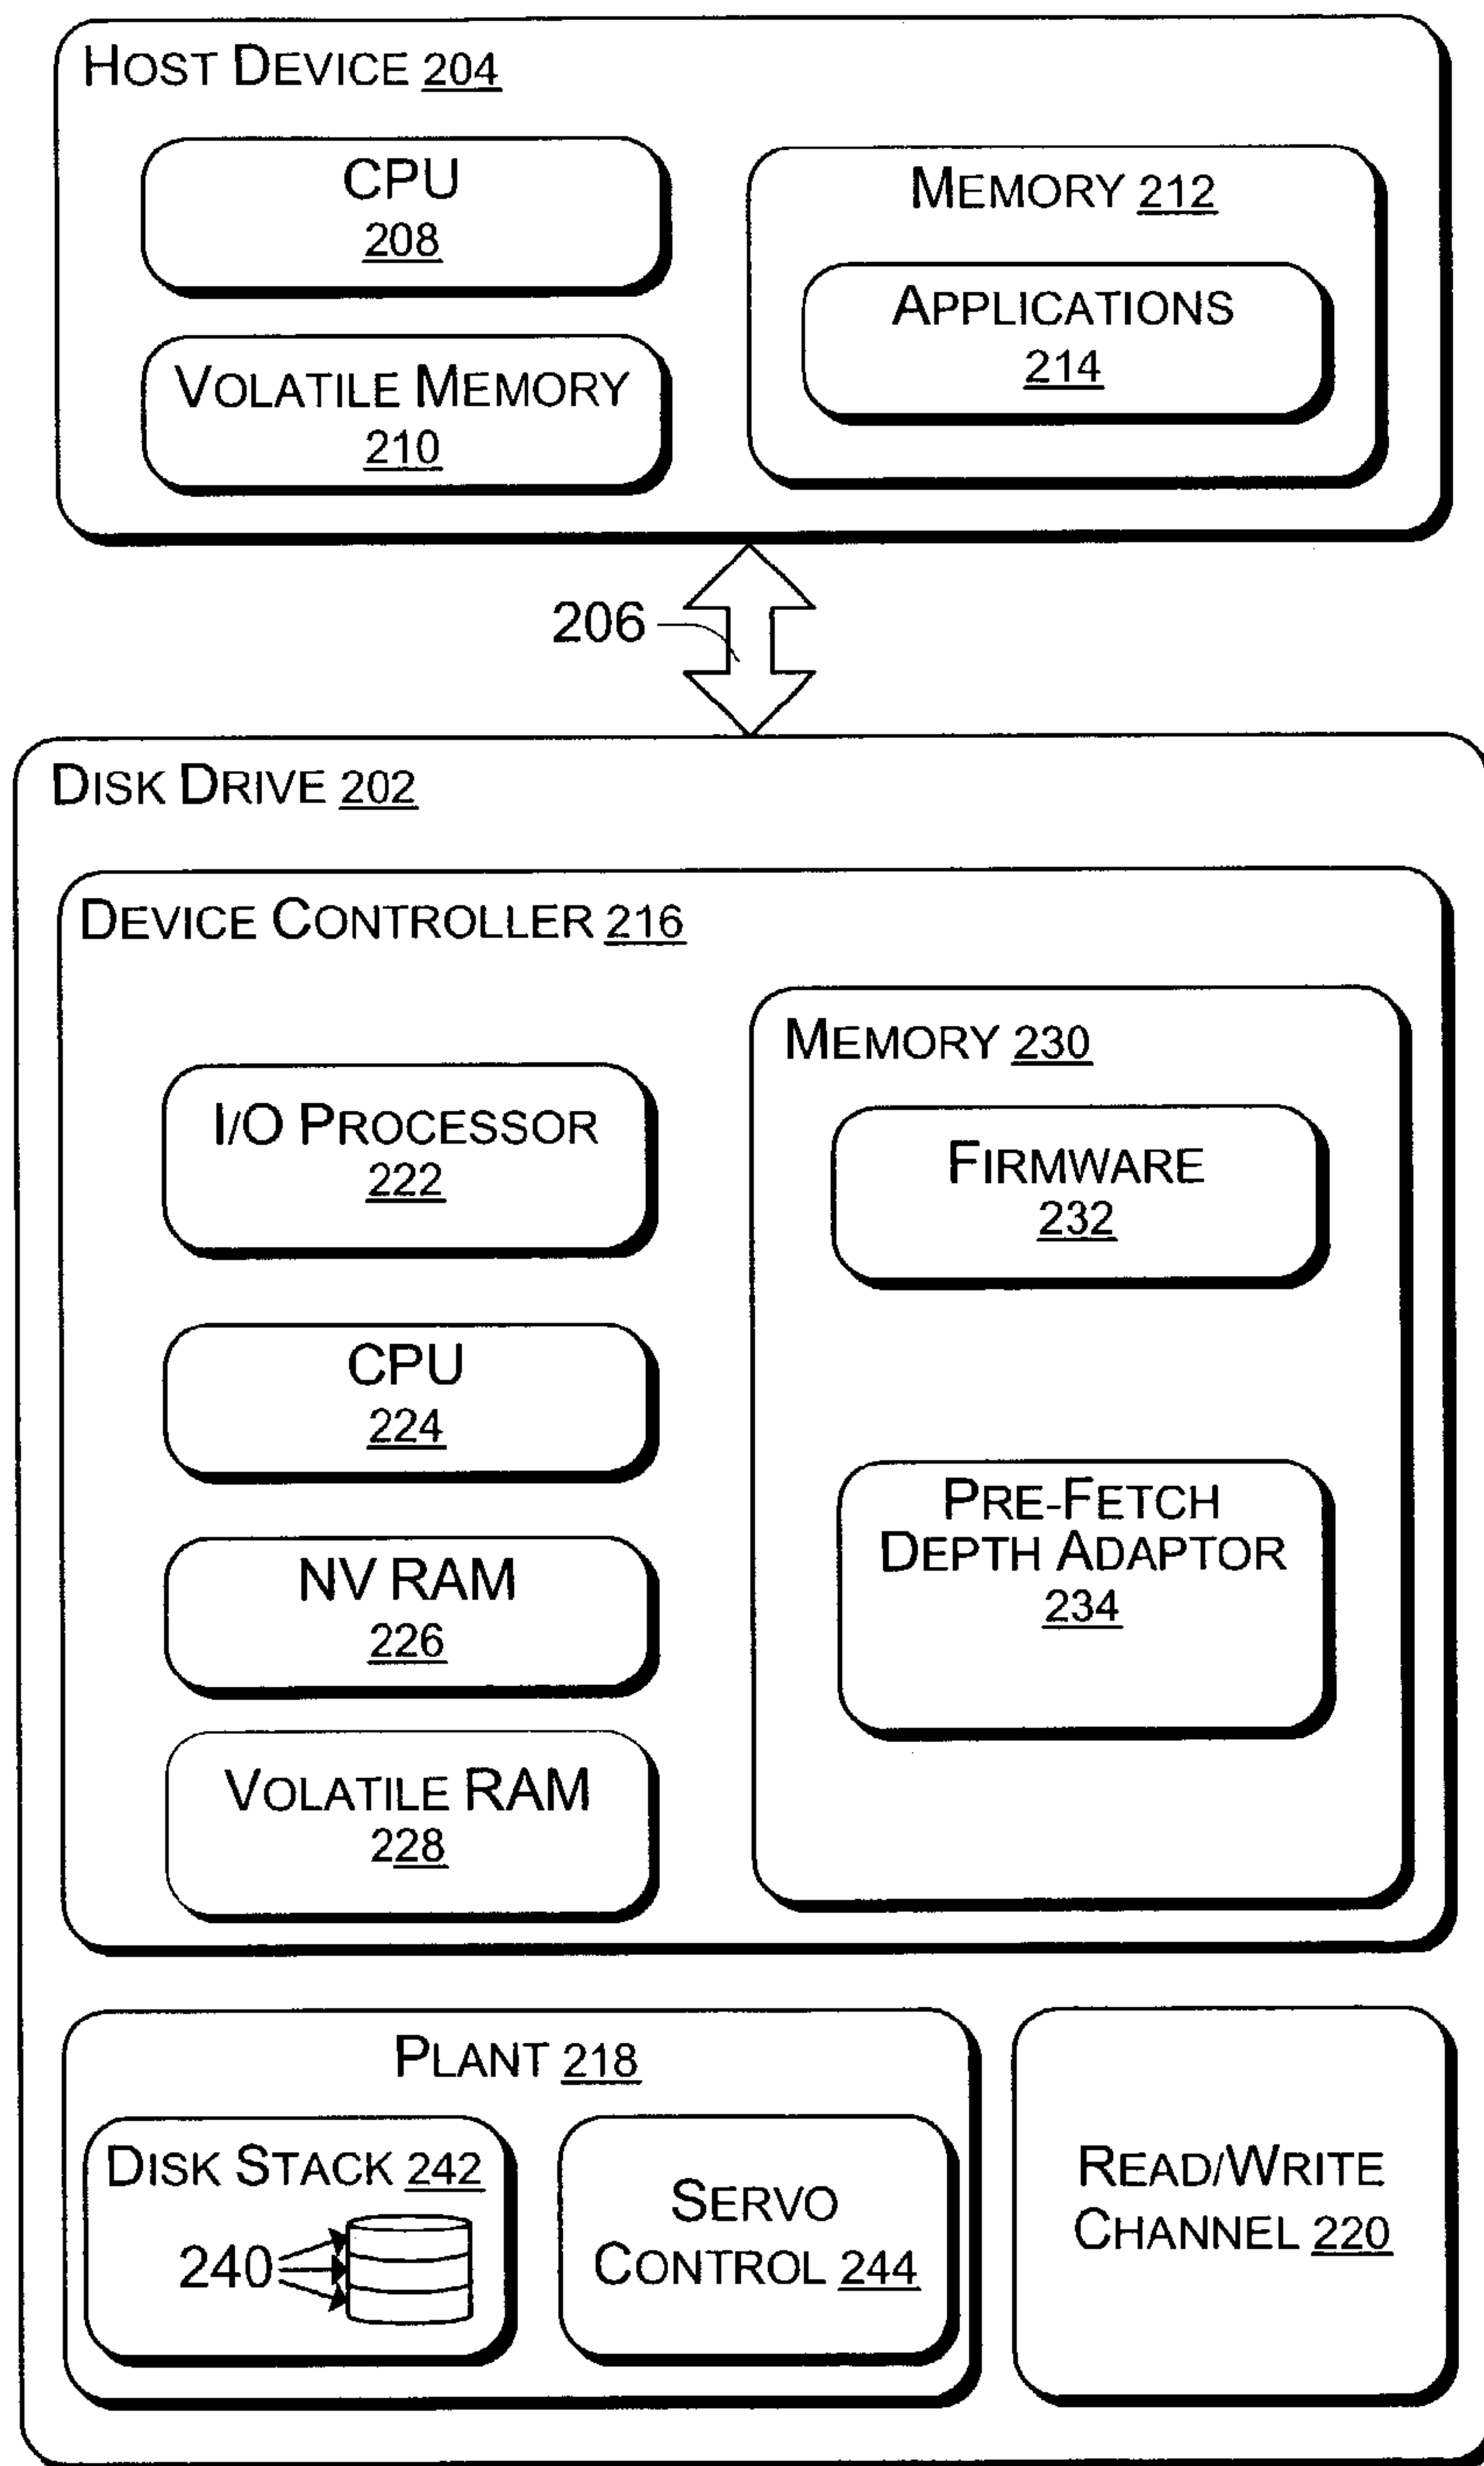 HOST DEVICE 204
CPU
208
VOLATILE MEMORY
210
MEMORY 212
APPLICATIONS
214
206
DISK DRIVE 202
DEVICE CONTROLLER 216
I/O PROCESSOR
222
CPU
224
NV RAM
226
VOLATILE RAM
228
MEMORY 230
FIRMWARE
232
PRE-FETCH
DEPTH ADAPTOR
234
PLANT 218
DISK STACK 242
240
SERVO
CONTROL 244
READ/WRITE
CHANNEL 220